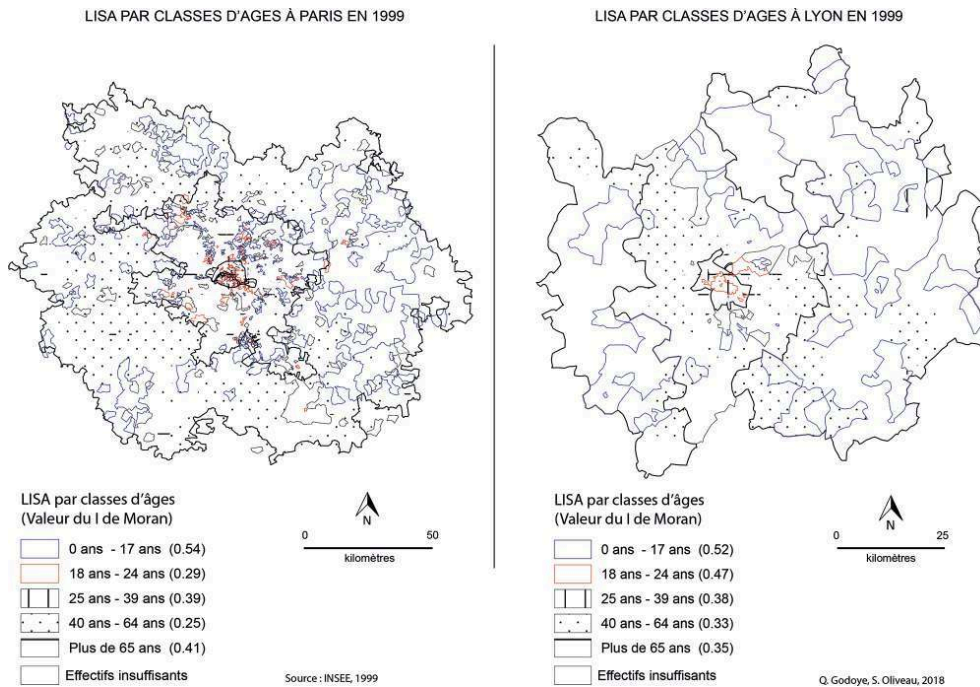 LISA PAR CLASSES D'AGES À PARIS EN 1999
LISA par classes d'âges
(Valeur du I de Moran)
0 ans - 17 ans (0.54)
18 ans - 24 ans (0.29)
25 ans - 39 ans (0.39)
40 ans - 64 ans (0.25)
Plus de 65 ans (0.41)
Effectifs insuffisants
N
0 50
kilomètres
Source : INSEE, 1999
LISA PAR CLASSES D'AGES À LYON EN 1999
LISA par classes d'âges
(Valeur du I de Moran)
0 ans - 17 ans (0.52)
18 ans - 24 ans (0.47)
25 ans - 39 ans (0.38)
40 ans - 64 ans (0.33)
Plus de 65 ans (0.35)
Effectifs insuffisants
N
0 25
kilomètres
Q. Godoye, S. Oliveau, 2018